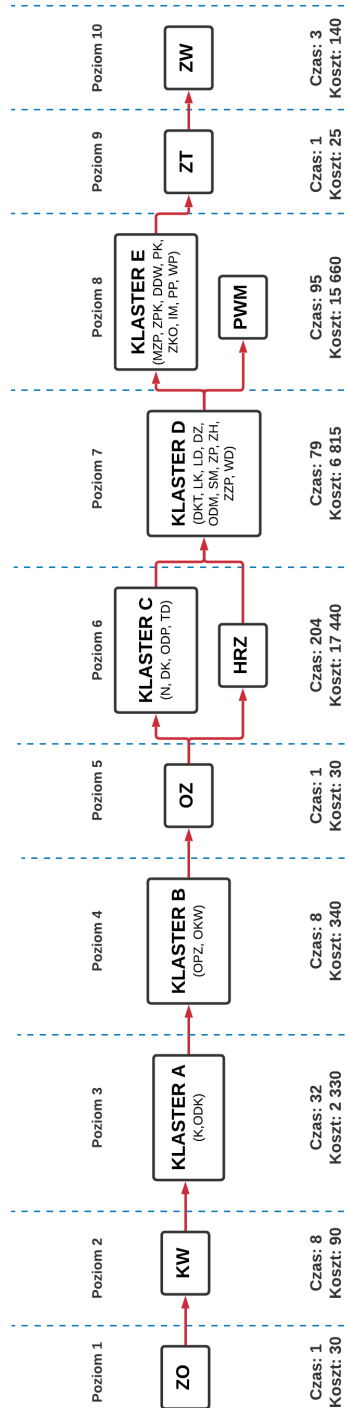 Poziom 1
ZO
Czas: 1
Koszt: 30
Poziom 2
KW
Czas: 8
Koszt: 90
Poziom 3
KLASTER A
(K,ODK)
Czas: 32
Koszt: 2 330
Poziom 4
KLASTER B
(OPZ, OKW)
Czas: 8
Koszt: 340
Poziom 5
OZ
Czas: 1
Koszt: 30
Poziom 6
KLASTER C
(N, DK, ODP, TD)
HRZ
Czas: 204
Koszt: 17 440
Poziom 7
KLASTER D
(DKT, LK, LD, DZ,
ODM, SM, ZP, ZH,
ZZP, WD)
Czas: 79
Koszt: 6 815
Poziom 8
KLASTER E
(MZP, ZPK, DDW, PK,
ZKO, IM, PP, WP)
PWM
Czas: 95
Koszt: 15 660
Poziom 9
ZT
Czas: 1
Koszt: 25
Poziom 10
ZW
Czas: 3
Koszt: 140